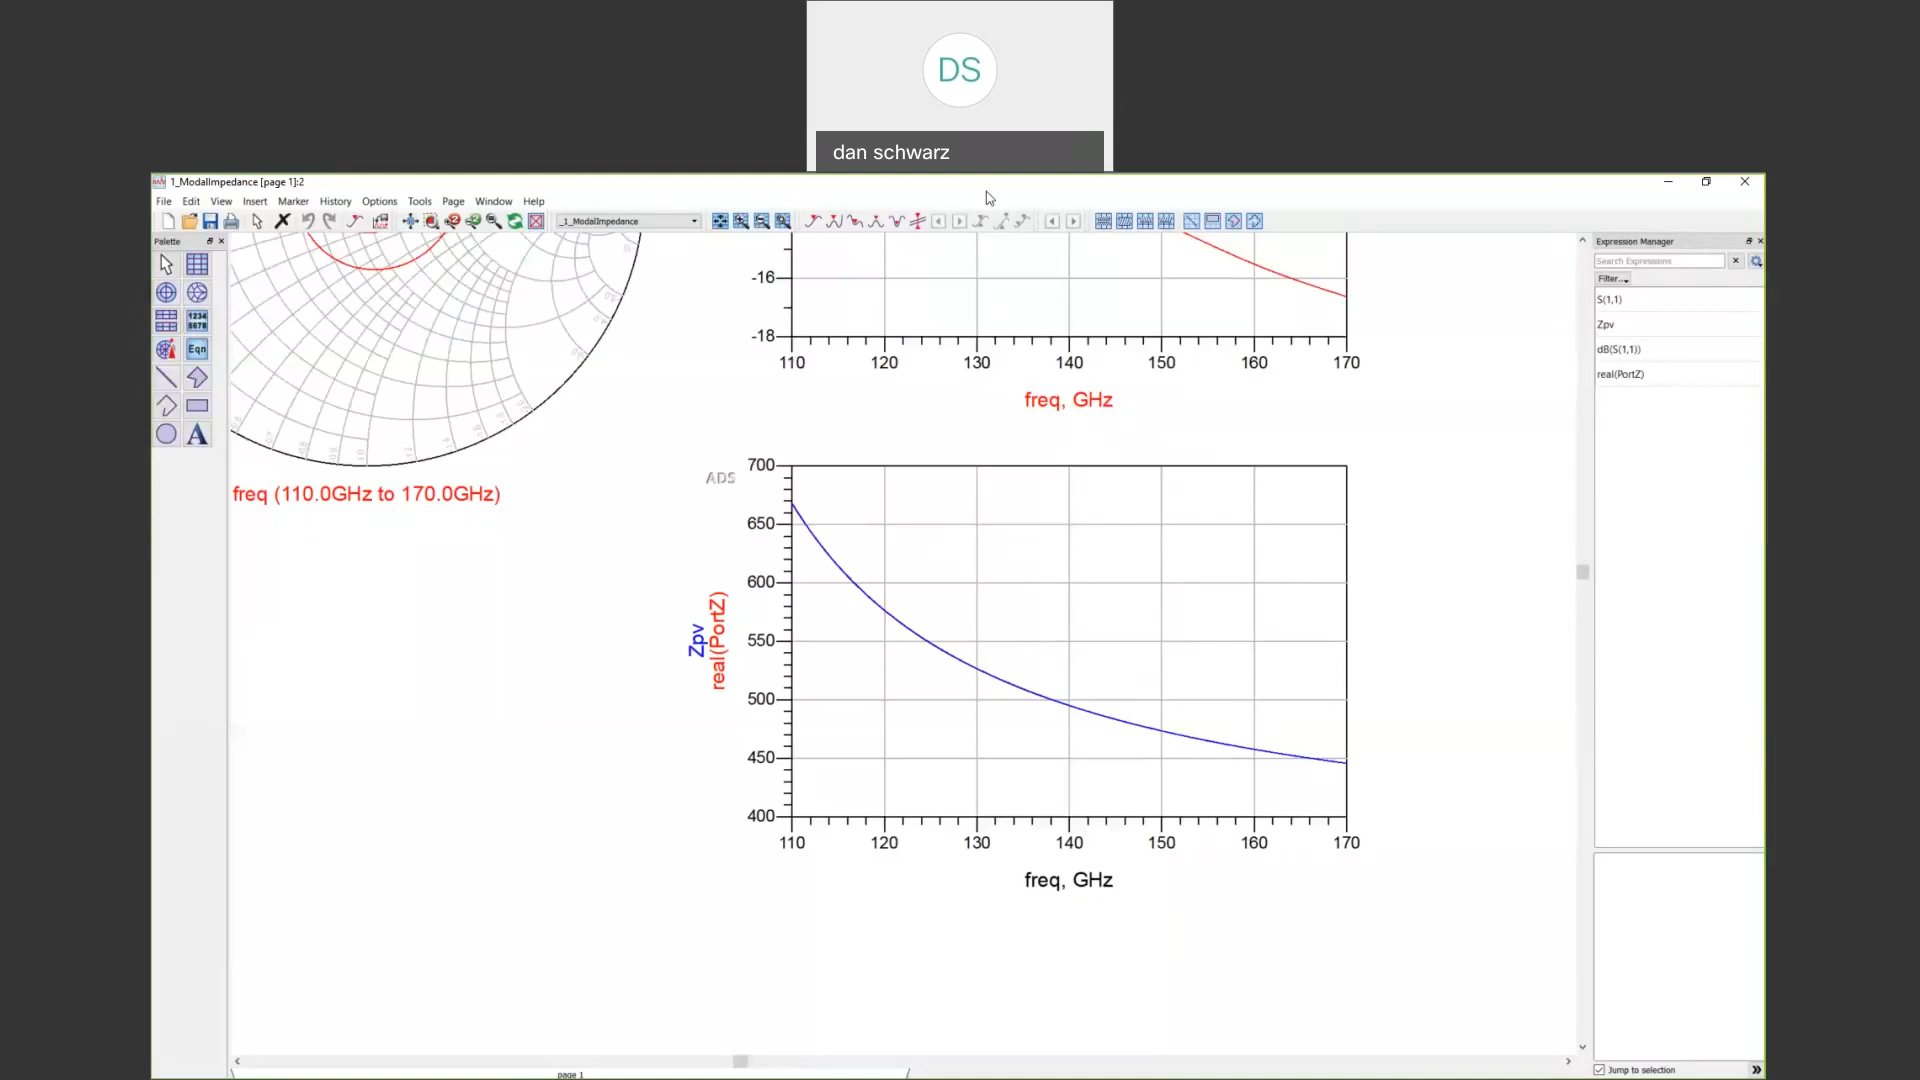 DS
dan schwarz
1_ModalImpedance [page 1]:2
File Edit View Insert Marker History Options Tools Page Window Help
_1_ModalImpedance
Palette
Expression Manager
Search Expressions
Filter...
1234
5678
Eqn
A
S(1,1)
Zpv
dB(S(1,1))
real(PortZ)
-16
-18
110 120 130 140 150 160 170
freq, GHz
freq (110.0GHz to 170.0GHz)
ADS
700
650
600
550
500
450
400
Zpv
real(PortZ)
110 120 130 140 150 160 170
freq, GHz
page 1
Jump to selection